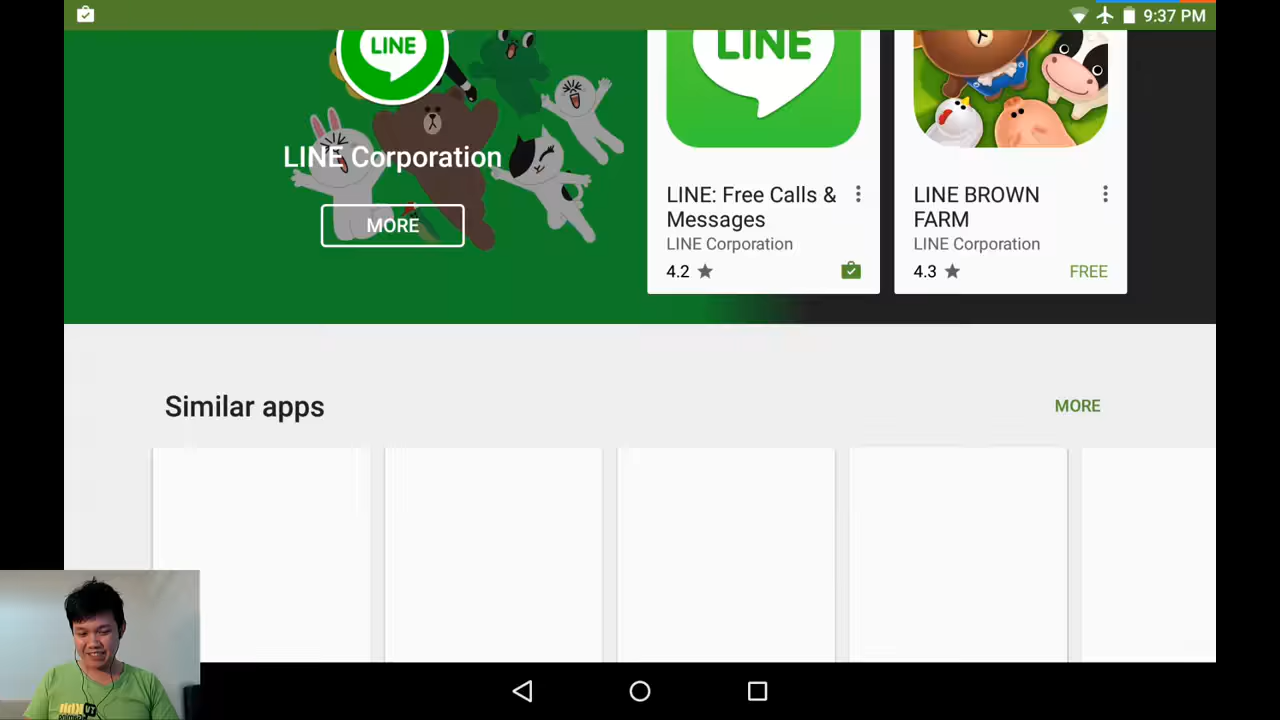 9:37 PM
LINE
LINE
LINE Corporation
MORE
LINE: Free Calls &
Messages
LINE Corporation
4.2
LINE BROWN
FARM
LINE Corporation
4.3
FREE
Similar apps
MORE